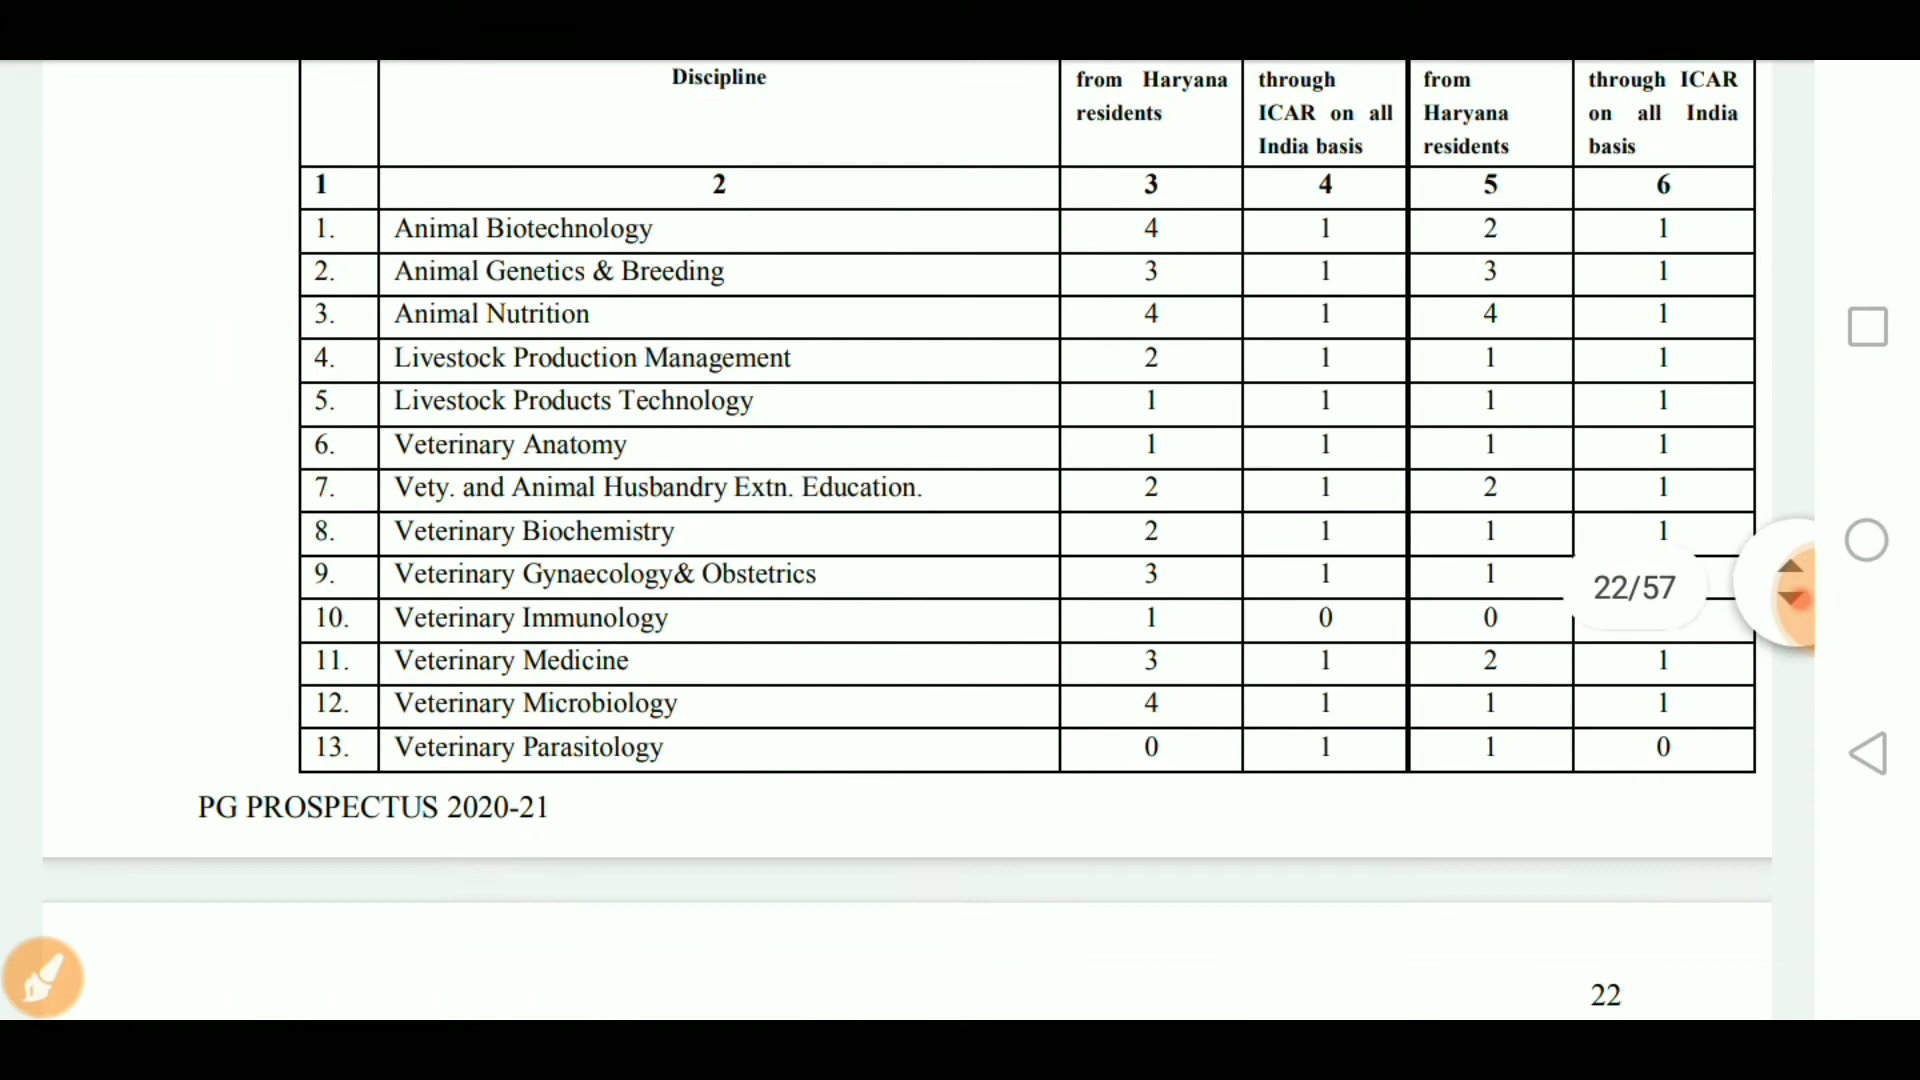 Discipline from Haryana residents through ICAR on all India basis from Haryana residents through ICAR on all India basis
1 2 3 4 5 6
1. Animal Biotechnology 4 1 2 1
2. Animal Genetics & Breeding 3 1 3 1
3. Animal Nutrition 4 1 4 1
4. Livestock Production Management 2 1 1 1
5. Livestock Products Technology 1 1 1 1
6. Veterinary Anatomy 1 1 1 1
7. Vety. and Animal Husbandry Extn. Education. 2 1 2 1
8. Veterinary Biochemistry 2 1 1 1
9. Veterinary Gynaecology& Obstetrics 3 1 1
22/57
10. Veterinary Immunology 1 0 0
11. Veterinary Medicine 3 1 2 1
12. Veterinary Microbiology 4 1 1 1
13. Veterinary Parasitology 0 1 1 0
PG PROSPECTUS 2020-21
22